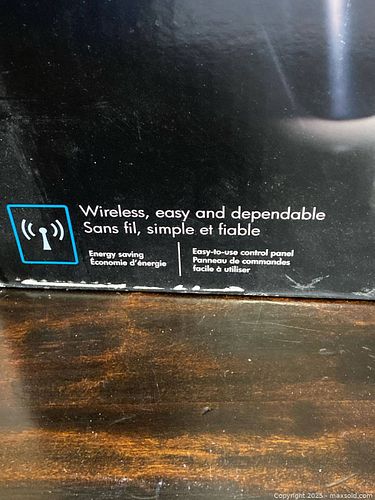 Wireless, easy and dependable
Sans fil, simple et fiable
Energy saving
Économie d'énergie
Easy-to-use control panel
Panneau de commandes
facile à utiliser
Copyright 2025 - maxsold.com